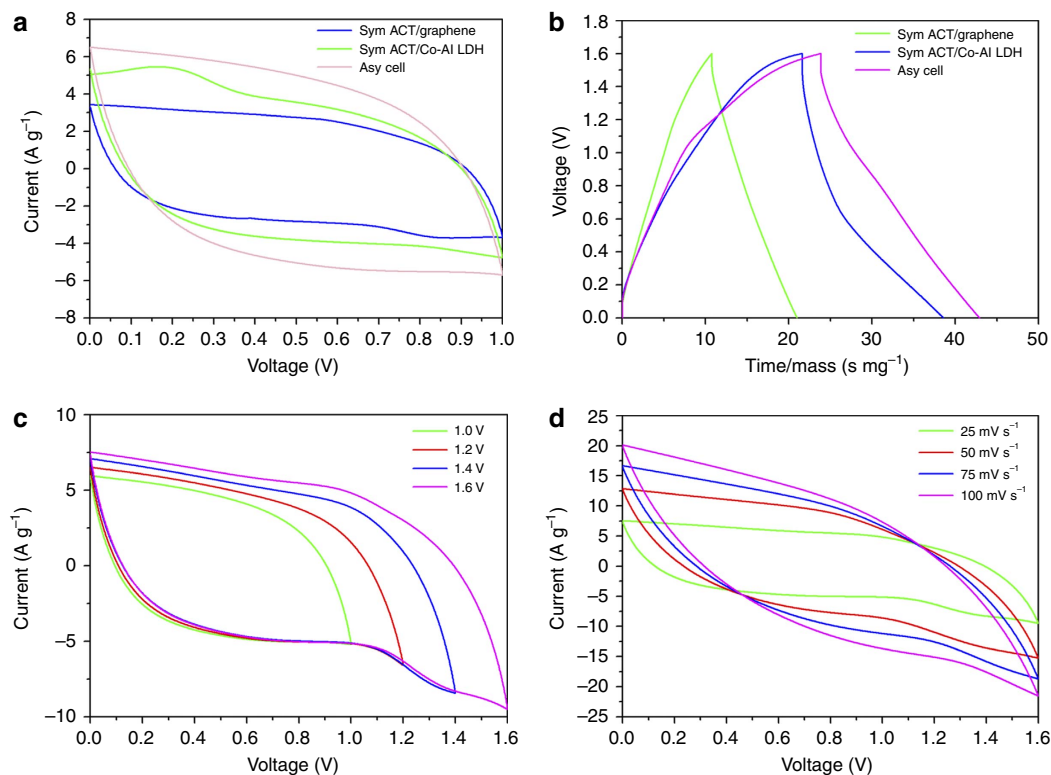 a
8
6
4
2
0
−2
−4
−6
−8
Current (A g⁻¹)
0.0 0.1 0.2 0.3 0.4 0.5 0.6 0.7 0.8 0.9 1.0
Voltage (V)
Sym ACT/graphene
Sym ACT/Co-Al LDH
Asy cell
b
1.8
1.6
1.4
1.2
1.0
0.8
0.6
0.4
0.2
0.0
Voltage (V)
0 10 20 30 40 50
Time/mass (s mg⁻¹)
Sym ACT/graphene
Sym ACT/Co-Al LDH
Asy cell
c
10
5
0
−5
−10
Current (A g⁻¹)
0.0 0.2 0.4 0.6 0.8 1.0 1.2 1.4 1.6
Voltage (V)
1.0 V
1.2 V
1.4 V
1.6 V
d
25
20
15
10
5
0
−5
−10
−15
−20
−25
Current (A g⁻¹)
0.0 0.2 0.4 0.6 0.8 1.0 1.2 1.4 1.6
Voltage (V)
25 mV s⁻¹
50 mV s⁻¹
75 mV s⁻¹
100 mV s⁻¹